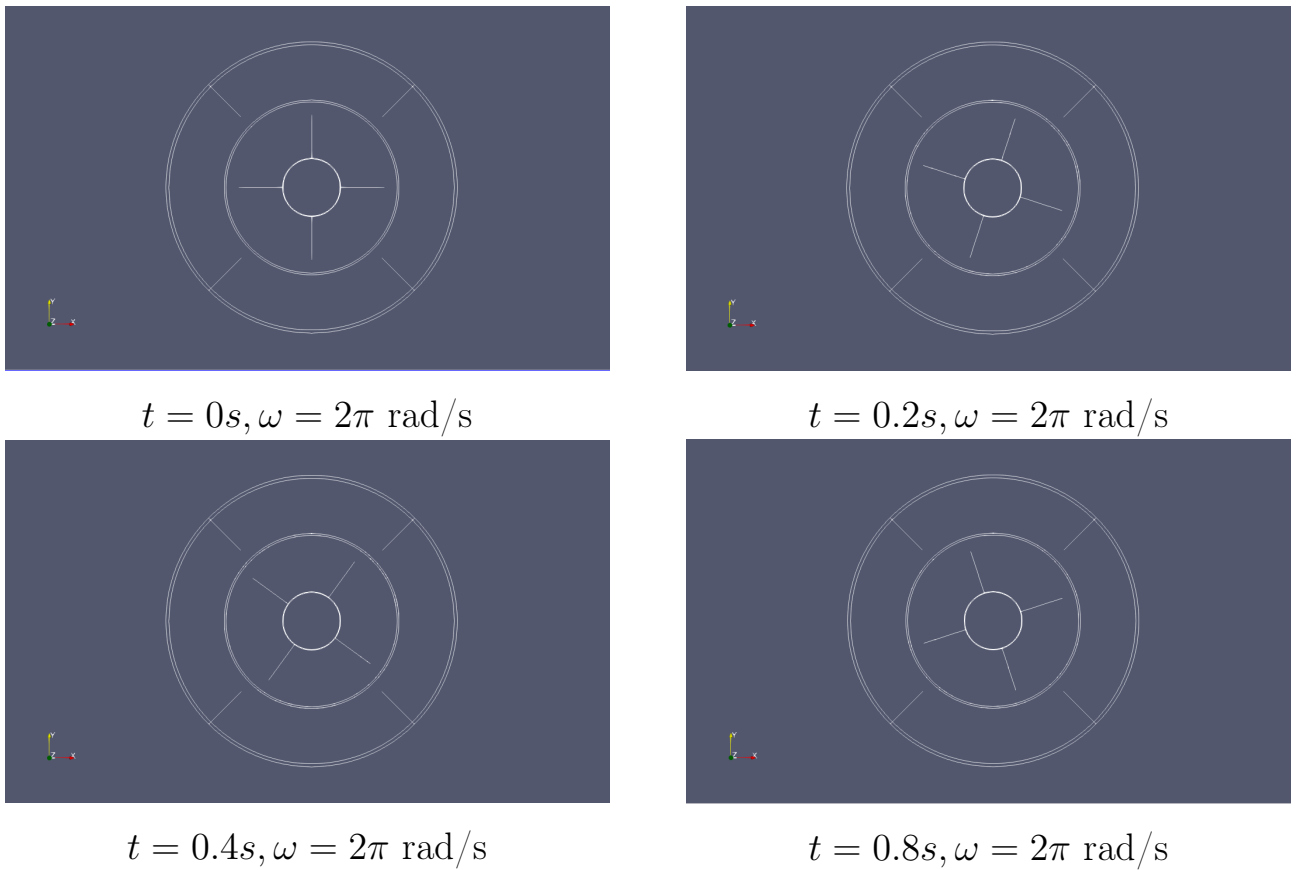 Y
Z X
Y
Z X
t = 0s, ω = 2π rad/s
t = 0.2s, ω = 2π rad/s
Y
Z X
Y
Z X
t = 0.4s, ω = 2π rad/s
t = 0.8s, ω = 2π rad/s